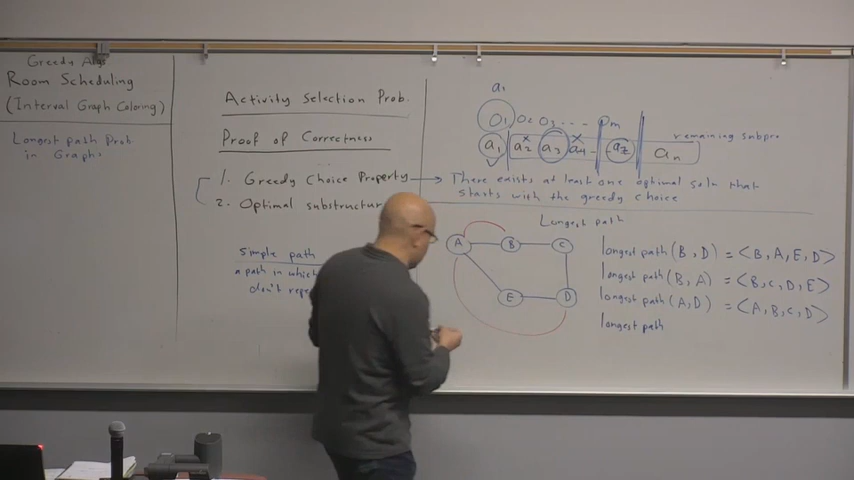 Greedy Algs
Room Scheduling
(Interval Graph Coloring)
Longest path Prob.
in Graphs
Activity Selection Prob.
Proof of Correctness
1. Greedy Choice Property → There exists at least one optimal soln that
starts with the greedy choice
2. Optimal substructure
simple path
a path in which
don't repe
a1
O1 O2 O3 .... Om
a1 a2 a3 a4 - - az an
remaining subpro
Longest path
A B C
E D
longest path (B, D) = <B, A, E, D>
longest path (B, A) = <B, C, D, E>
longest path (A, D) = <A, B, C, D>
longest path